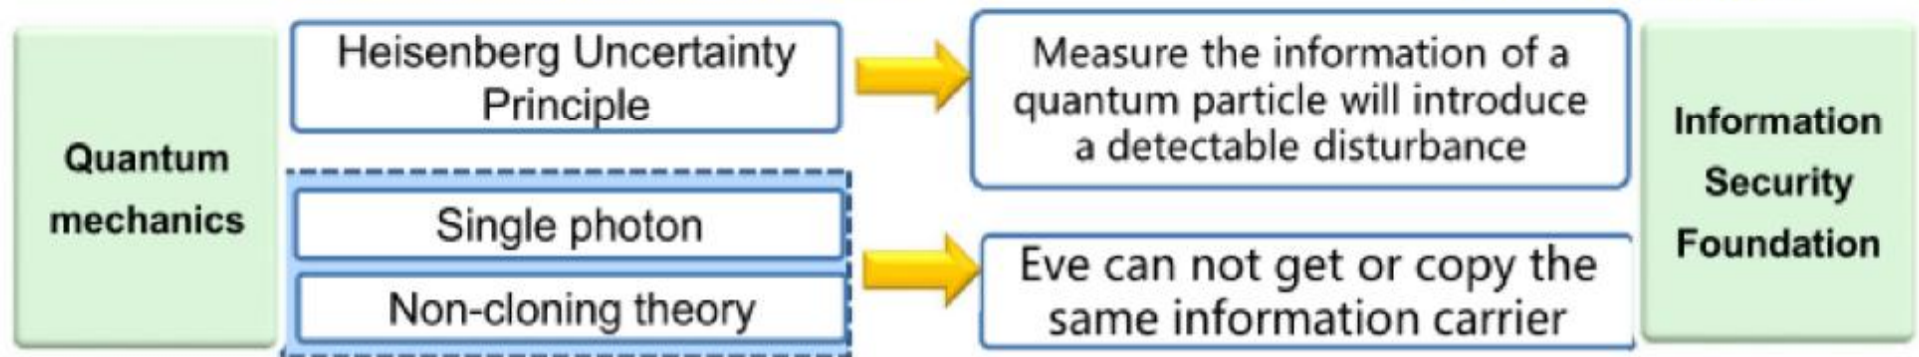 Quantum
mechanics
Heisenberg Uncertainty
Principle
Single photon
Non-cloning theory
Measure the information of a
quantum particle will introduce
a detectable disturbance
Eve can not get or copy the
same information carrier
Information
Security
Foundation